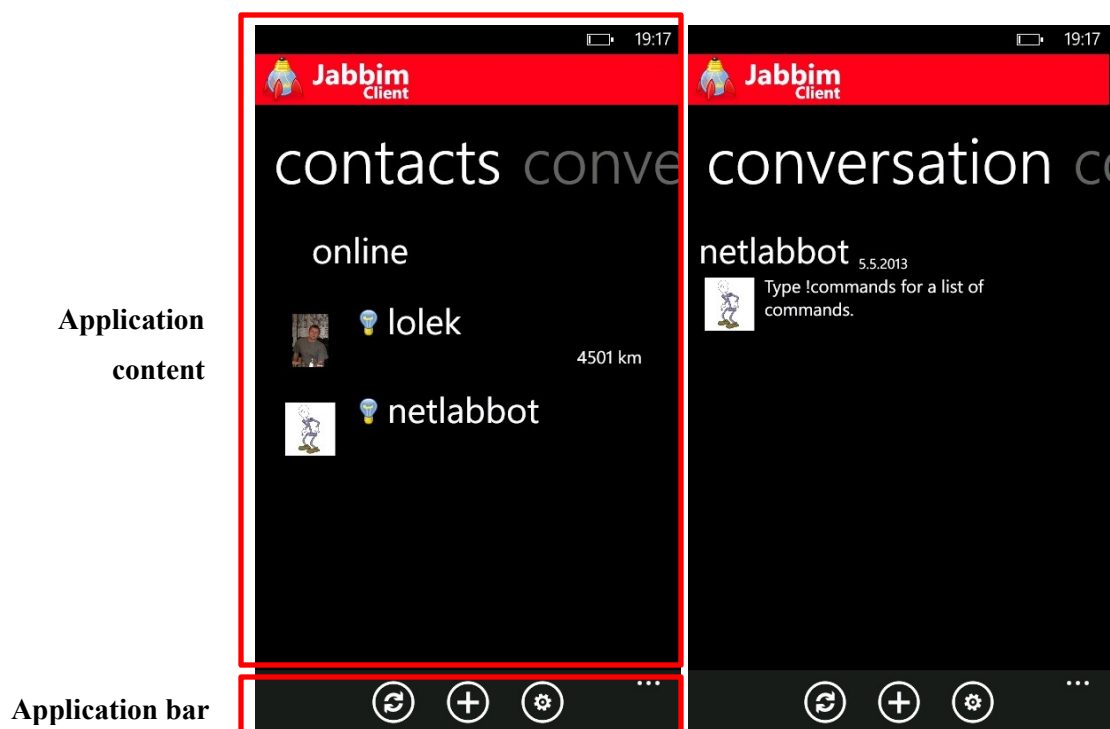 19:17
Jabbim
Client
contacts conve
online
lolek
4501 km
netlabbot
19:17
Jabbim
Client
conversation co
netlabbot 5.5.2013
Type !commands for a list of
commands.
Application
content
Application bar